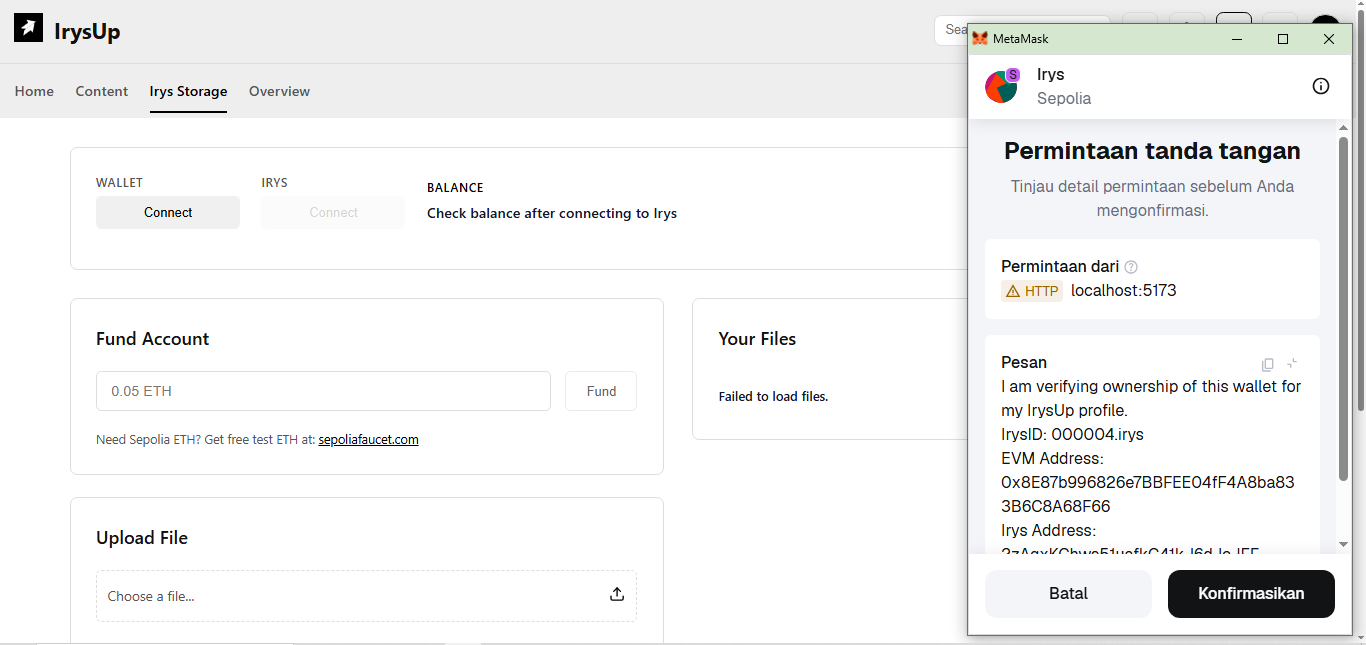 IrysUp
Sea
Home
Content
Irys Storage
Overview
WALLET
Connect
IRYS
Connect
BALANCE
Check balance after connecting to Irys
Fund Account
0.05 ETH
Fund
Need Sepolia ETH? Get free test ETH at: sepoliafaucet.com
Your Files
Failed to load files.
Upload File
Choose a file...
MetaMask
S
Irys
Sepolia
Permintaan tanda tangan
Tinjau detail permintaan sebelum Anda
mengonfirmasi.
Permintaan dari
HTTP localhost:5173
Pesan
I am verifying ownership of this wallet for
my IrysUp profile.
IrysID: 000004.irys
EVM Address:
0x8E87b996826e7BBFEE04fF4A8ba83
3B6C8A68F66
Irys Address:
Batal
Konfirmasikan